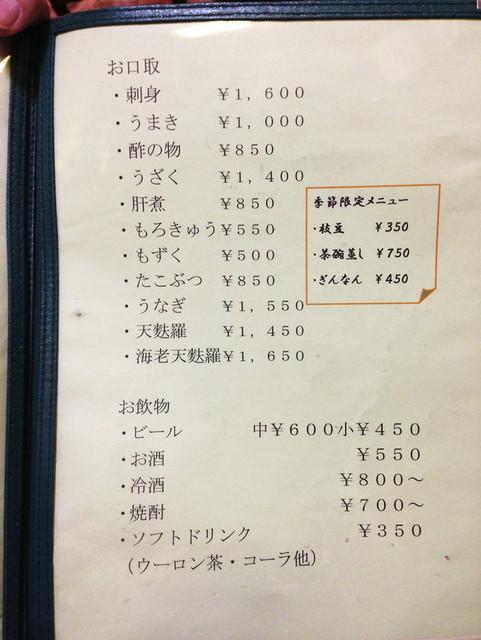 お口取
・刺身 ￥１，６００
・うまき ￥１，０００
・酢の物 ￥８５０
・うざく ￥１，４００
・肝煮 ￥８５０
・もろきゅう￥５５０
・もずく ￥５００
・たこぶつ ￥８５０
・うなぎ ￥１，５５０
・天麩羅 ￥１，４５０
・海老天麩羅￥１，６５０
季節限定メニュー
・枝豆 ￥350
・茶碗蒸し ￥750
・ぎんなん ￥450
お飲物
・ビール 中￥６００小￥４５０
・お酒 ￥５５０
・冷酒 ￥８００～
・焼酎 ￥７００～
・ソフトドリンク ￥３５０
（ウーロン茶・コーラ他）